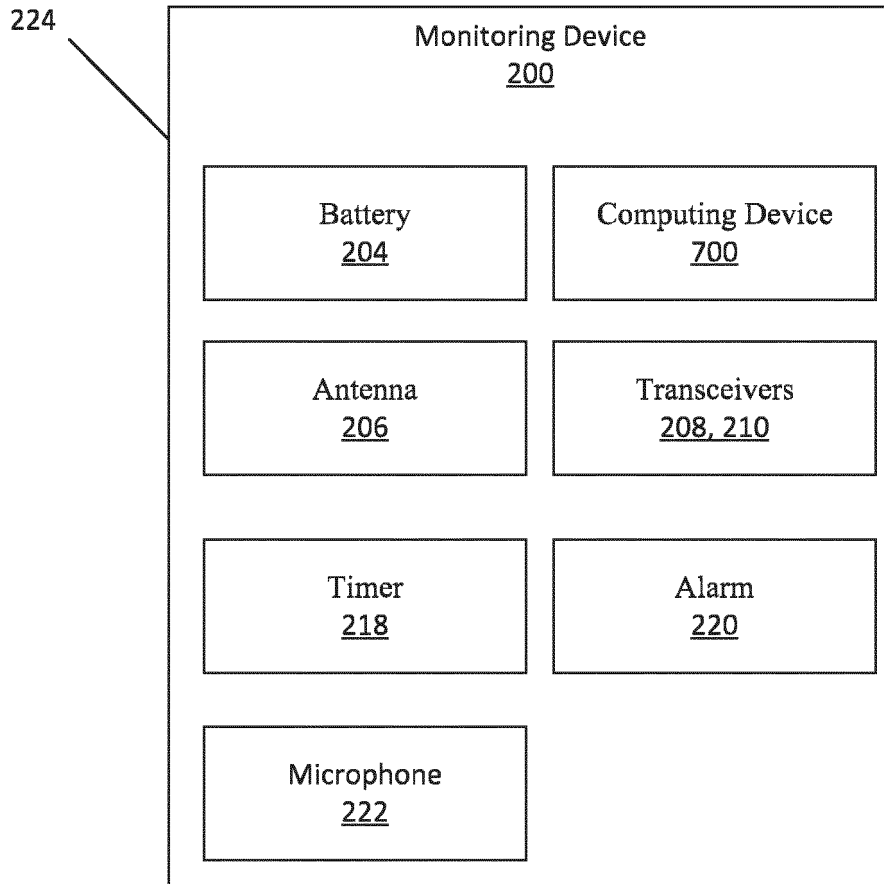 224
Monitoring Device
200
Battery
204
Computing Device
700
Antenna
206
Transceivers
208, 210
Timer
218
Alarm
220
Microphone
222